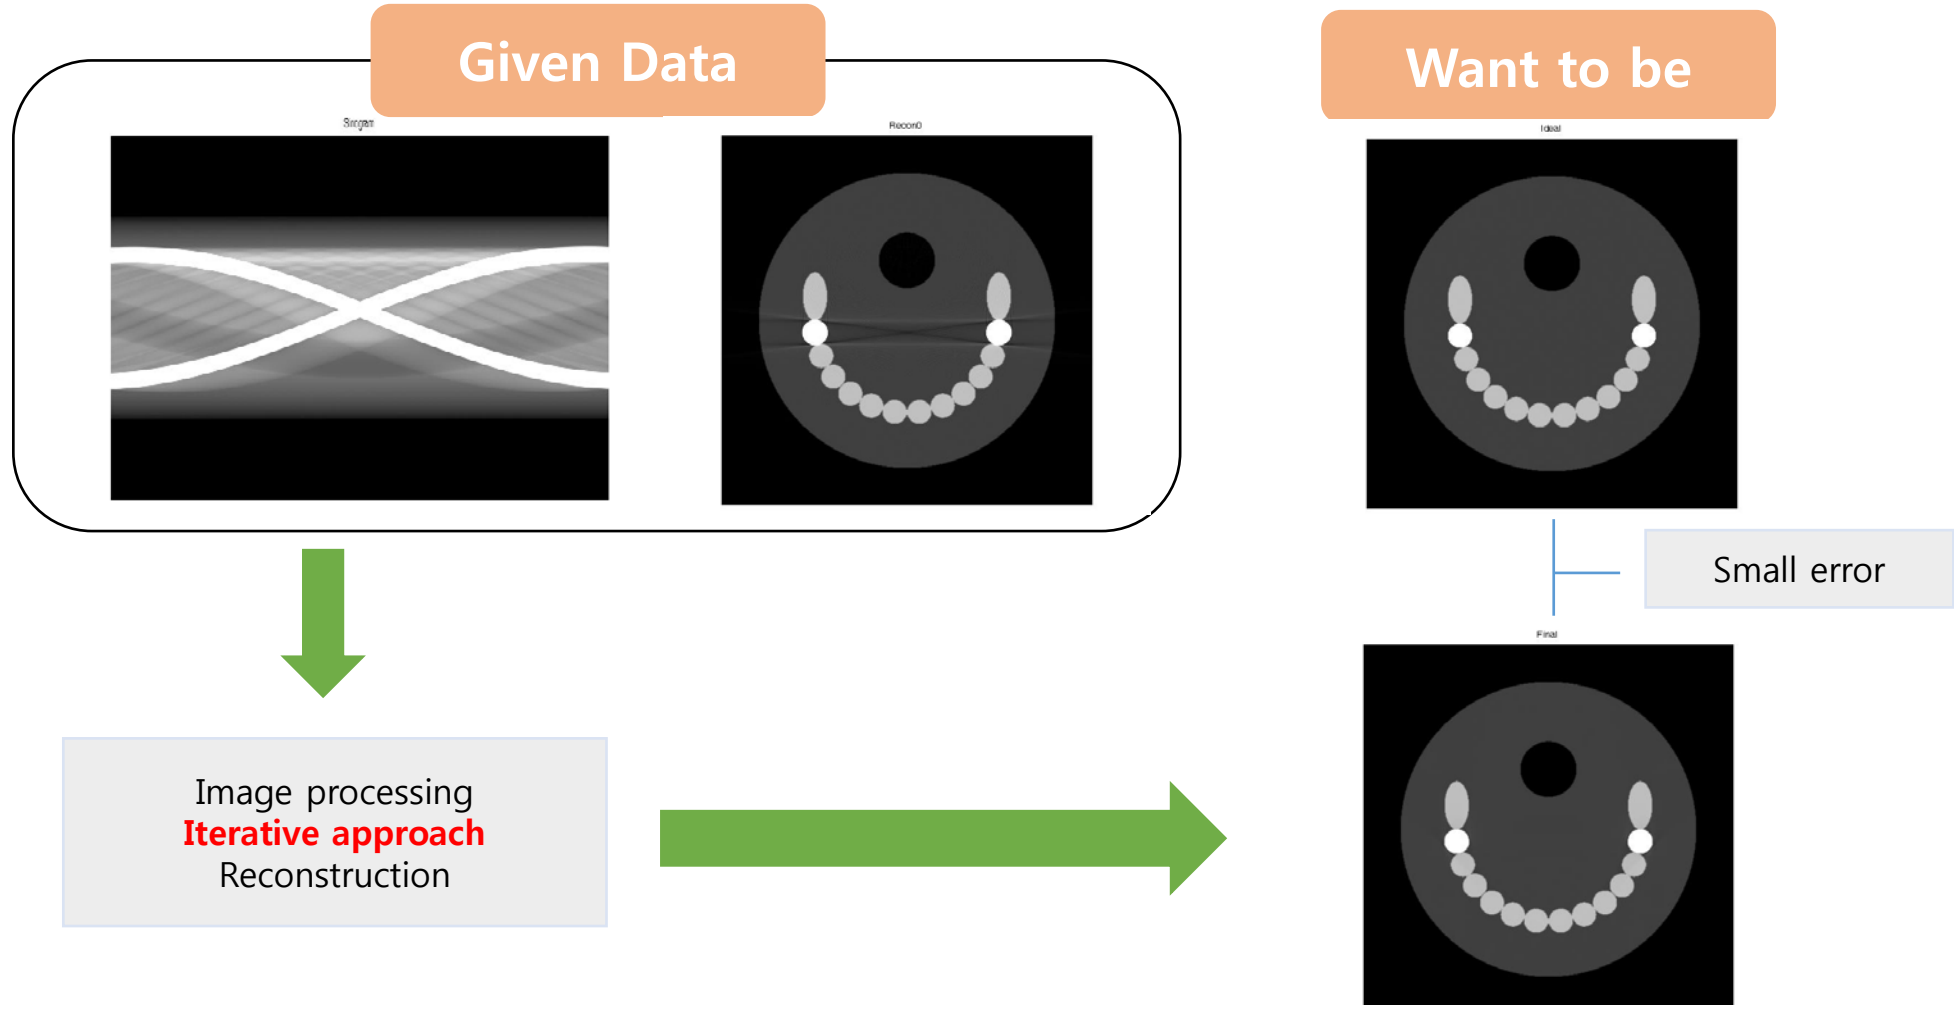 Given Data
Want to be
Recon0
Ideal
Small error
Final
Image processing
Iterative approach
Reconstruction